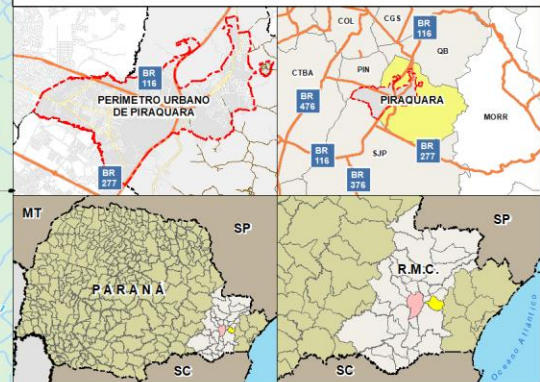 BR
116
PERÍMETRO URBANO
DE PIRAQUARA
BR
277
COL
CGS
BR
116
QB
CTBA
PIN
BR
476
PIRAQUARA
MORR
BR
116
SJP
BR
277
BR
376
MT
SP
PARANÁ
SC
SP
R.M.C.
SC
Oceano Atlântico